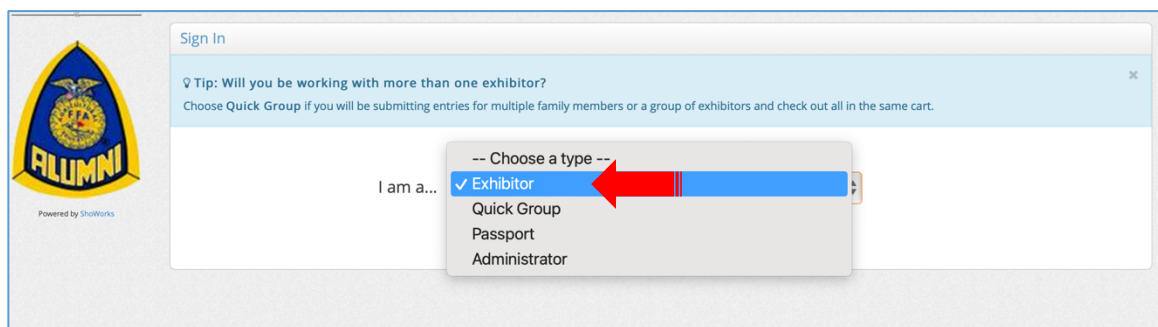 Sign In
Tip: Will you be working with more than one exhibitor?
Choose Quick Group if you will be submitting entries for multiple family members or a group of exhibitors and check out all in the same cart.
FFA
ALUMNI
Powered by ShoWorks
I am a...
-- Choose a type --
✓ Exhibitor
Quick Group
Passport
Administrator